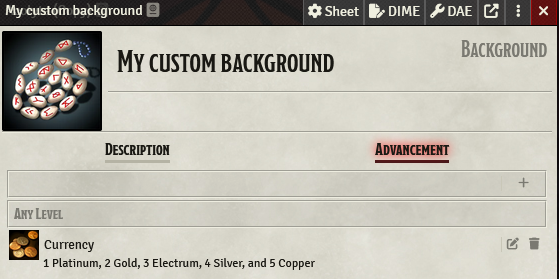 My custom background
Sheet
DIME
DAE
My custom background
Background
Description
Advancement
Any Level
Currency
1 Platinum, 2 Gold, 3 Electrum, 4 Silver, and 5 Copper